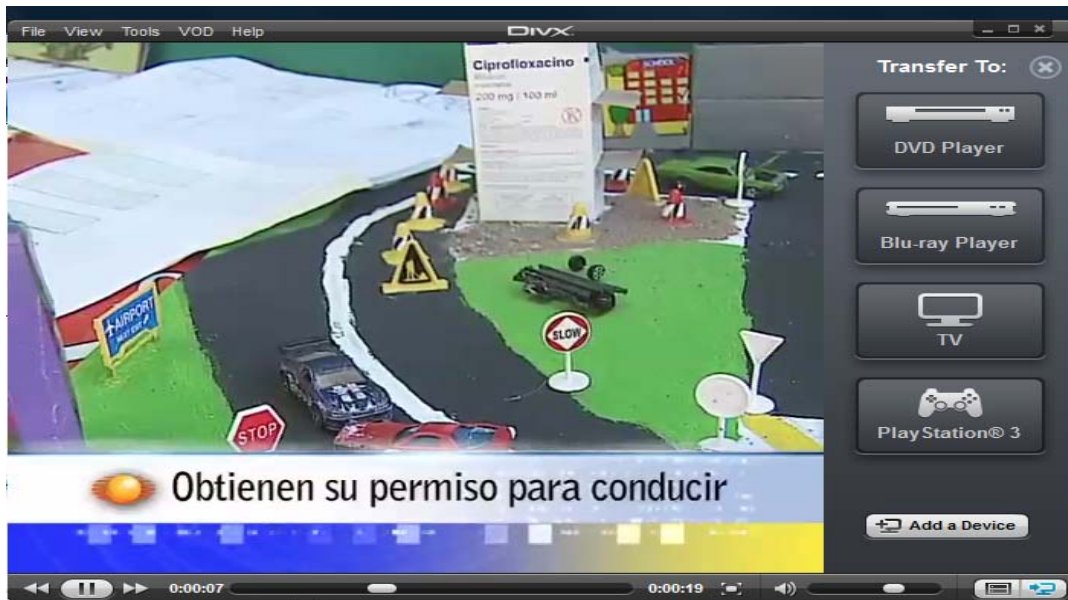 File View Tools VOD Help
DIVX
Transfer To:
DVD Player
Blu-ray Player
TV
PlayStation® 3
Add a Device
Ciprofloxacino
200 mg / 100 ml
SCHOOL
AIRPORT
NEXT EXIT
SLOW
STOP
Obtienen su permiso para conducir
0:00:07
0:00:19